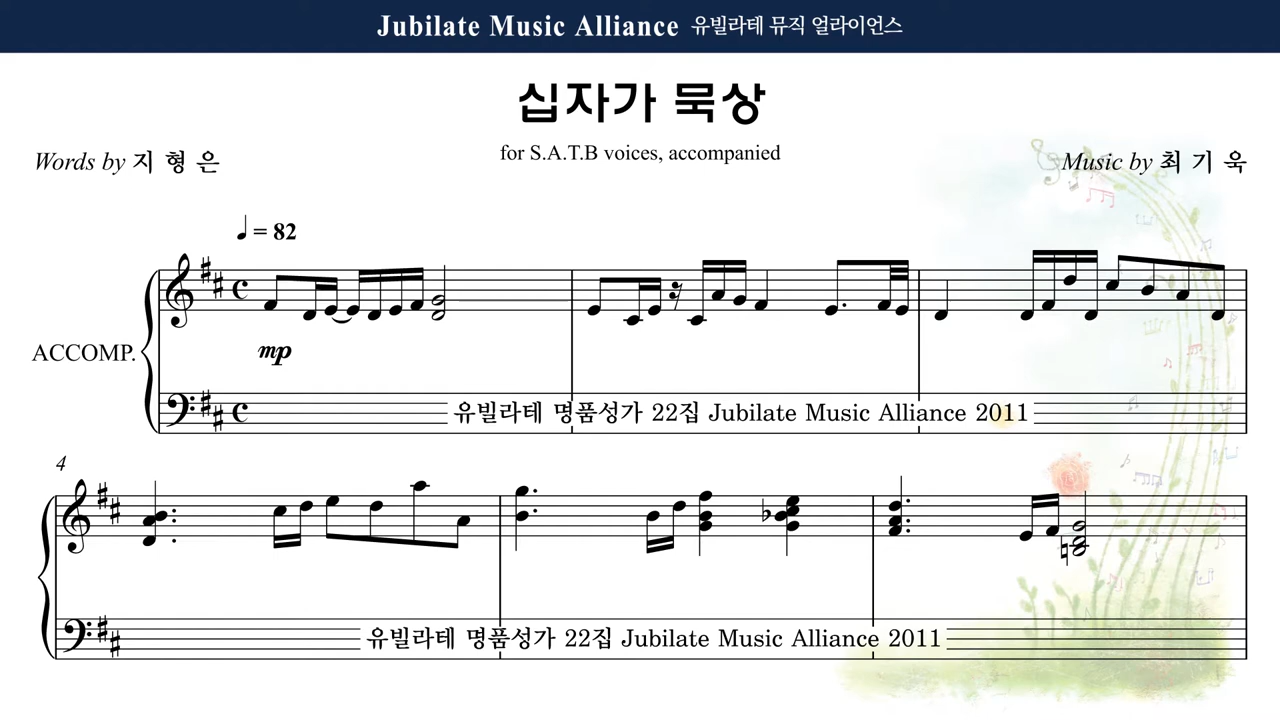 Jubilate Music Alliance 유빌라테 뮤직 얼라이언스
십자가 묵상
for S.A.T.B voices, accompanied
Words by 지 형 은
Music by 최 기 욱
♩ = 82
ACCOMP.
mp
유빌라테 명품성가 22집 Jubilate Music Alliance 2011
4
유빌라테 명품성가 22집 Jubilate Music Alliance 2011